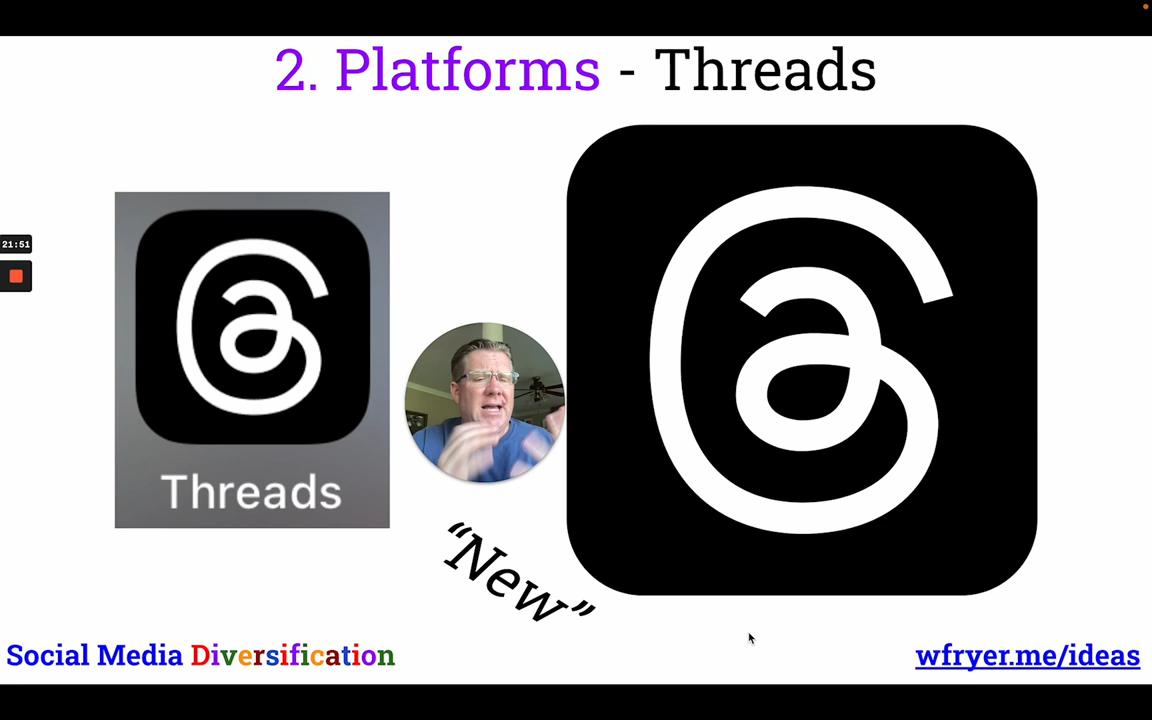 2. Platforms - Threads
21:51
Threads
“New”
Social Media Diversification
wfryer.me/ideas